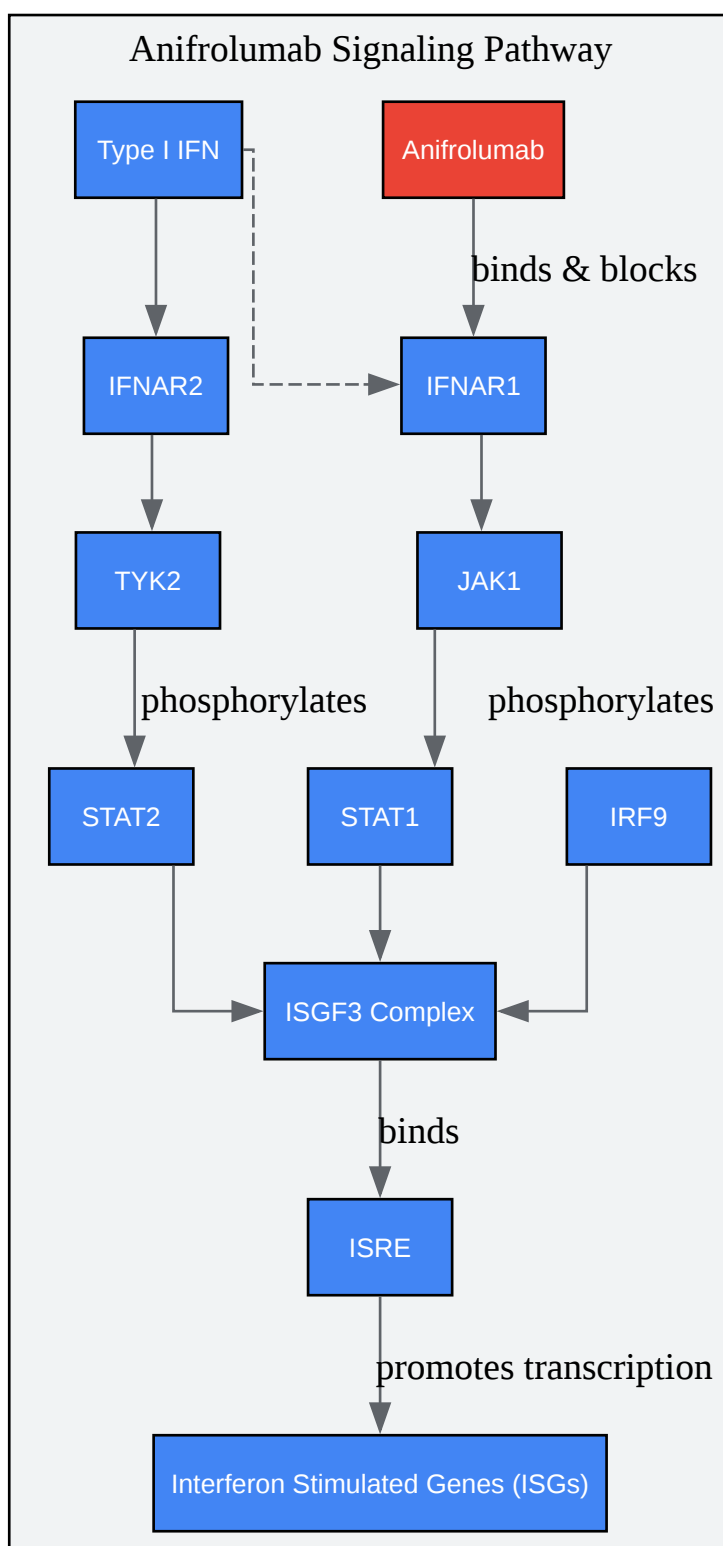 Anifrolumab Signaling Pathway
Type I IFN
Anifrolumab
binds & blocks
IFNAR2
IFNAR1
TYK2
JAK1
phosphorylates
phosphorylates
STAT2
STAT1
IRF9
ISGF3 Complex
binds
ISRE
promotes transcription
Interferon Stimulated Genes (ISGs)